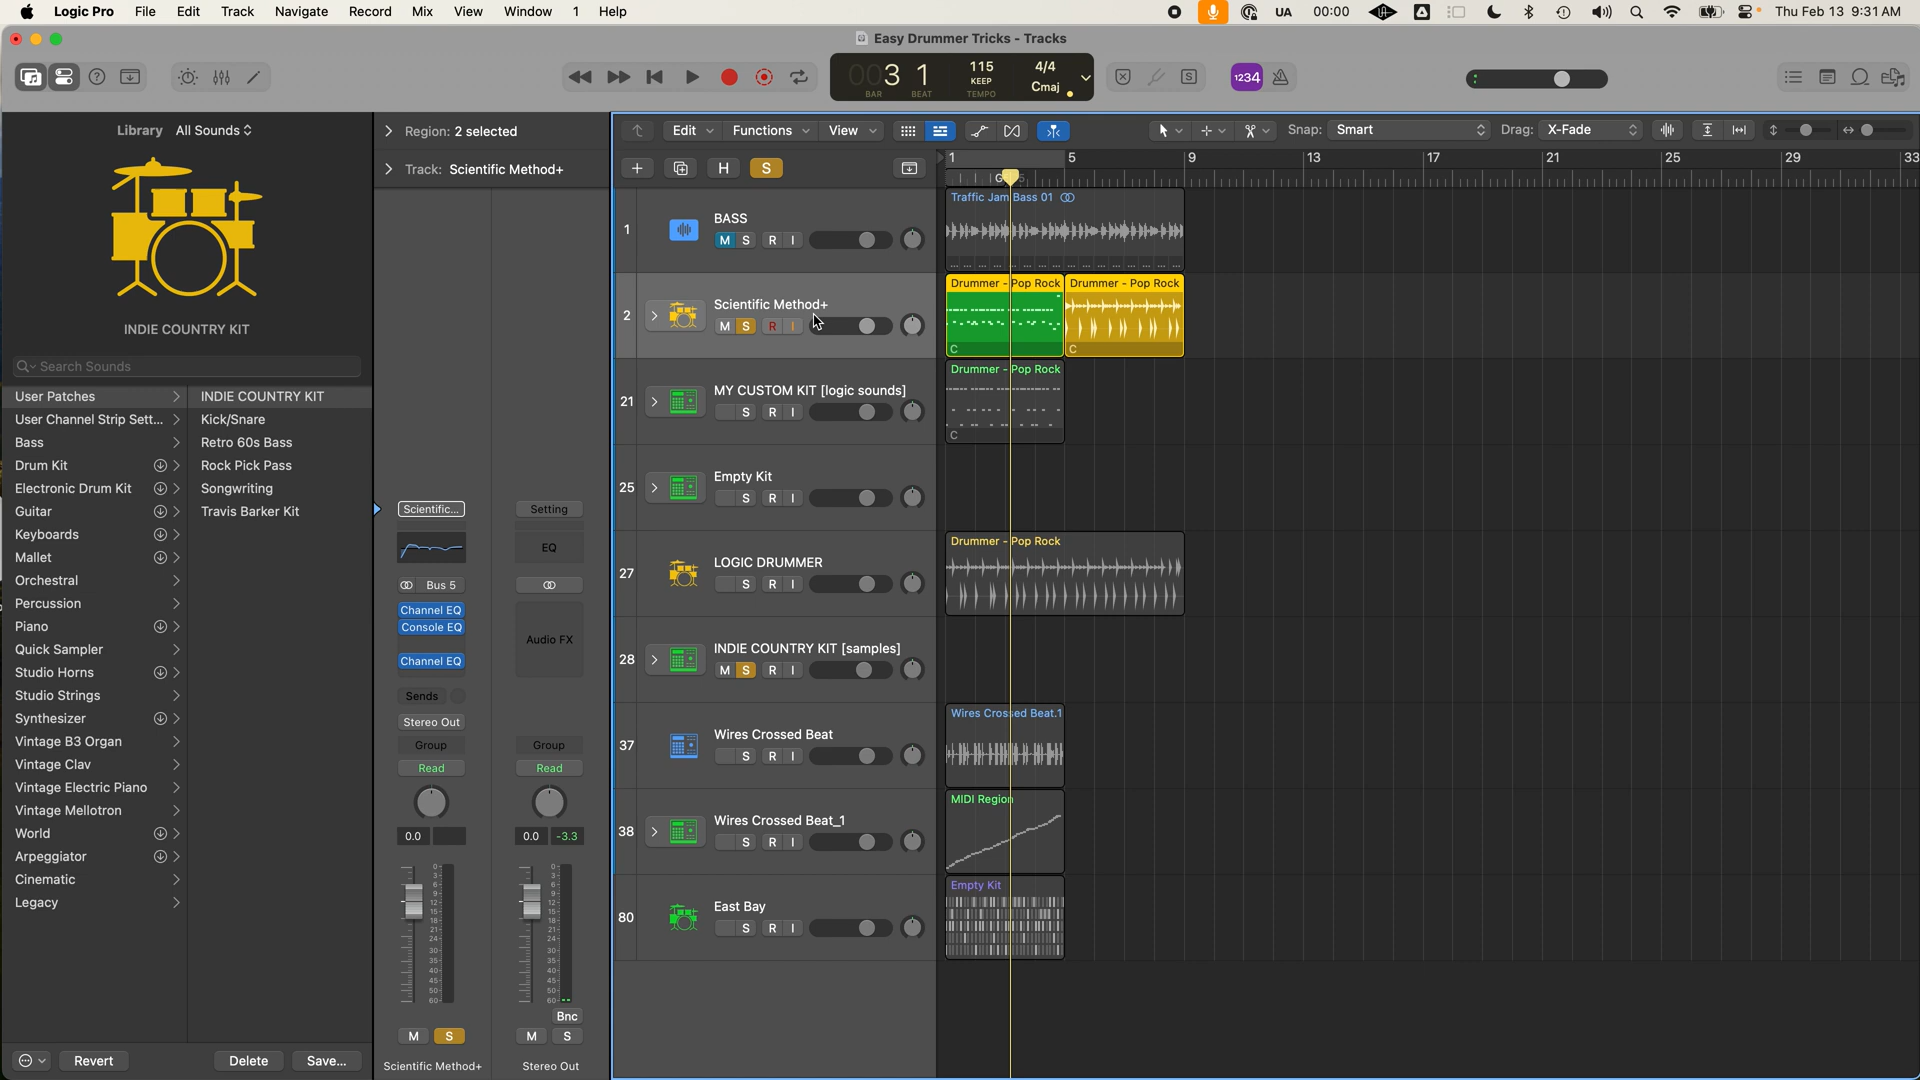 Logic Pro File Edit Track Navigate Record Mix View Window 1 Help
UA 00:00 Thu Feb 13 9:31 AM
Easy Drummer Tricks - Tracks
003 1 115 4/4
KEEP Cmaj
BAR BEAT TEMPO
S 1234
Library All Sounds
INDIE COUNTRY KIT
Search Sounds
User Patches
User Channel Strip Sett...
Bass
Drum Kit
Electronic Drum Kit
Guitar
Keyboards
Mallet
Orchestral
Percussion
Piano
Quick Sampler
Studio Horns
Studio Strings
Synthesizer
Vintage B3 Organ
Vintage Clav
Vintage Electric Piano
Vintage Mellotron
World
Arpeggiator
Cinematic
Legacy
INDIE COUNTRY KIT
Kick/Snare
Retro 60s Bass
Rock Pick Pass
Songwriting
Travis Barker Kit
Revert Delete Save...
Region: 2 selected
Track: Scientific Method+
Scientific... Setting
EQ
Bus 5
Channel EQ
Console EQ
Audio FX
Channel EQ
Sends
Stereo Out
Group Group
Read Read
0.0 0.0 -3.3
Bnc
M S M S
Scientific Method+ Stereo Out
Edit Functions View Snap: Smart Drag: X-Fade
H S
1 5 9 13 17 21 25 29 33
1 BASS
M S R I
Traffic Jam Bass 01
2 Scientific Method+
M S R I
Drummer - Pop Rock Drummer - Pop Rock
C C
21 MY CUSTOM KIT [logic sounds]
S R I
Drummer - Pop Rock
C
25 Empty Kit
S R I
27 LOGIC DRUMMER
S R I
Drummer - Pop Rock
28 INDIE COUNTRY KIT [samples]
M S R I
37 Wires Crossed Beat
S R I
Wires Crossed Beat.1
38 Wires Crossed Beat_1
S R I
MIDI Region
80 East Bay
S R I
Empty Kit